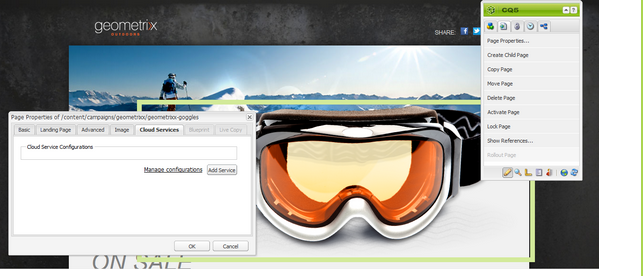 geometrixx
OUTDOORS
SHARE:
CQ5
Page Properties...
Create Child Page
Copy Page
Move Page
Delete Page
Activate Page
Lock Page
Show References...
Rollout Page
Page Properties of /content/campaigns/geometrixx/geometrixx-goggles
Basic Landing Page Advanced Image Cloud Services Blueprint Live Copy
Cloud Service Configurations
Manage configurations Add Service
OK Cancel
ON SALE